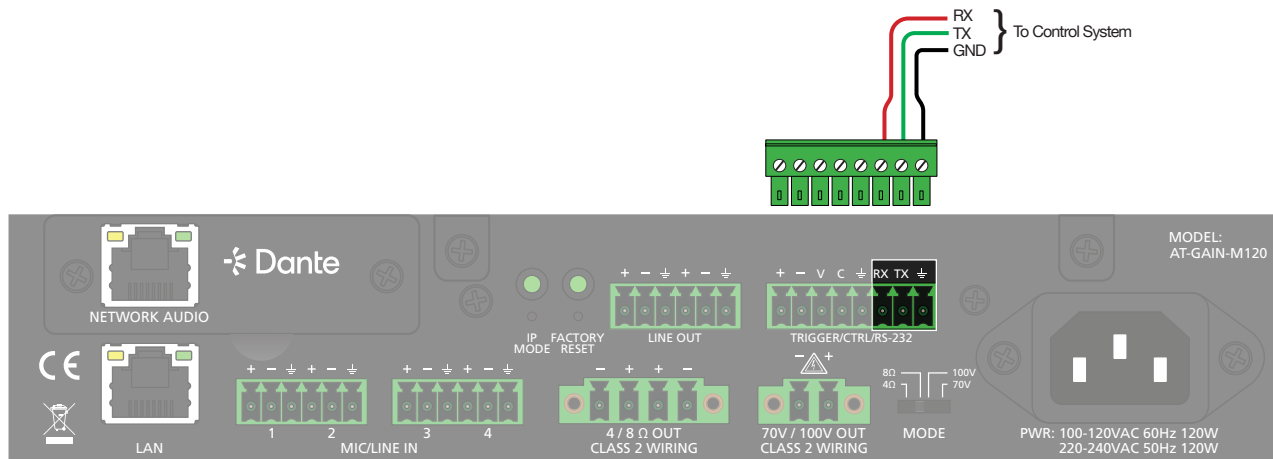 RX
TX
GND
To Control System
MODEL:
AT-GAIN-M120
Dante
NETWORK AUDIO
+ − ⏚ + − ⏚
+ − V C ⏚ RX TX ⏚
IP
MODE
FACTORY
RESET
LINE OUT
TRIGGER/CTRL/RS-232
CE
LAN
+ − ⏚ + − ⏚
1 2
+ − ⏚ + − ⏚
3 4
MIC/LINE IN
− + + −
4 / 8 Ω OUT
CLASS 2 WIRING
− +
70V / 100V OUT
CLASS 2 WIRING
8Ω 100V
4Ω 70V
MODE
PWR: 100-120VAC 60Hz 120W
220-240VAC 50Hz 120W